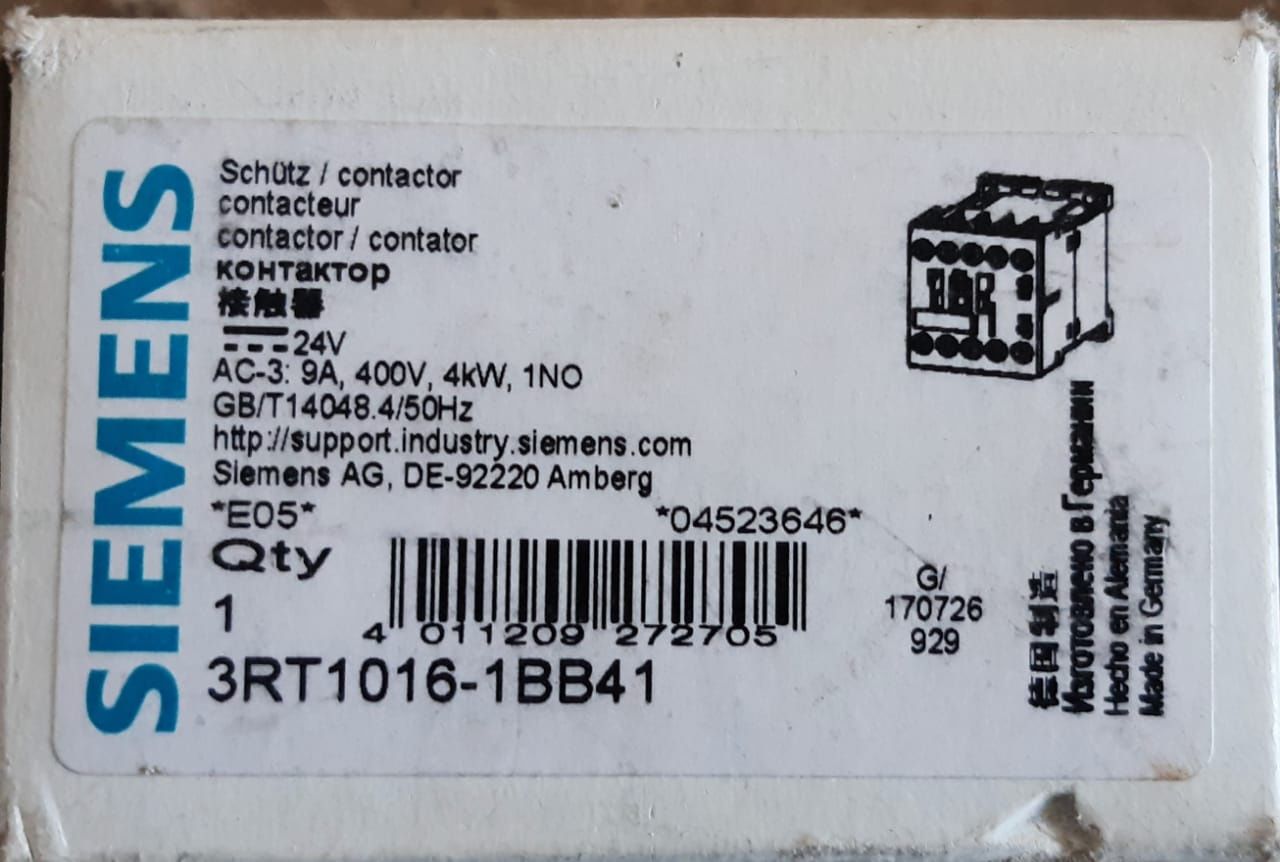 SIEMENS
Schütz / contactor
contacteur
contactor / contator
контактор
接触器
24V
AC-3: 9A, 400V, 4kW, 1NO
GB/T14048.4/50Hz
http://support.industry.siemens.com
Siemens AG, DE-92220 Amberg
*E05*
*04523646*
Qty
1
4 011209 272705
3RT1016-1BB41
G/
170726
929
德国制造
Изготовлено в Германии
Hecho en Alemania
Made in Germany